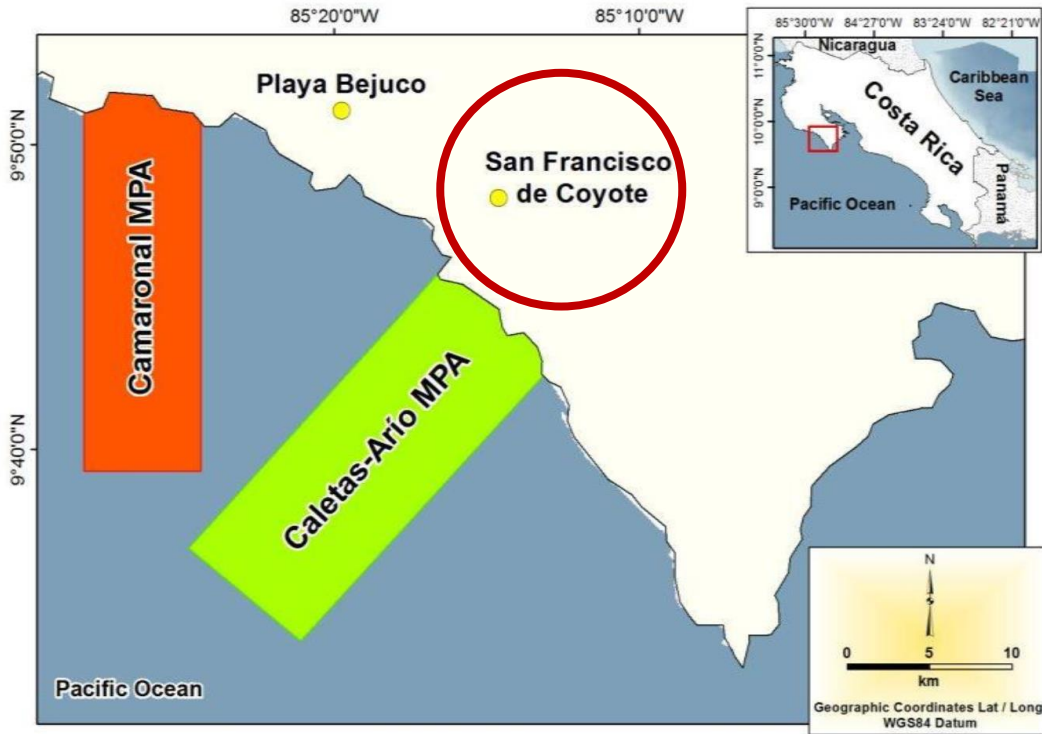 85°20'0"W
85°10'0"W
9°50'0"N
9°40'0"N
Playa Bejuco
San Francisco
de Coyote
Camaronal MPA
Caletas-Arío MPA
Pacific Ocean
85°30'0"W
84°27'0"W
83°24'0"W
82°21'0"W
11°0'0"N
10°0'0"N
9°0'0"N
Nicaragua
Caribbean
Sea
Costa Rica
Panamá
Pacific Ocean
N
0
5
10
km
Geographic Coordinates Lat / Long
WGS84 Datum